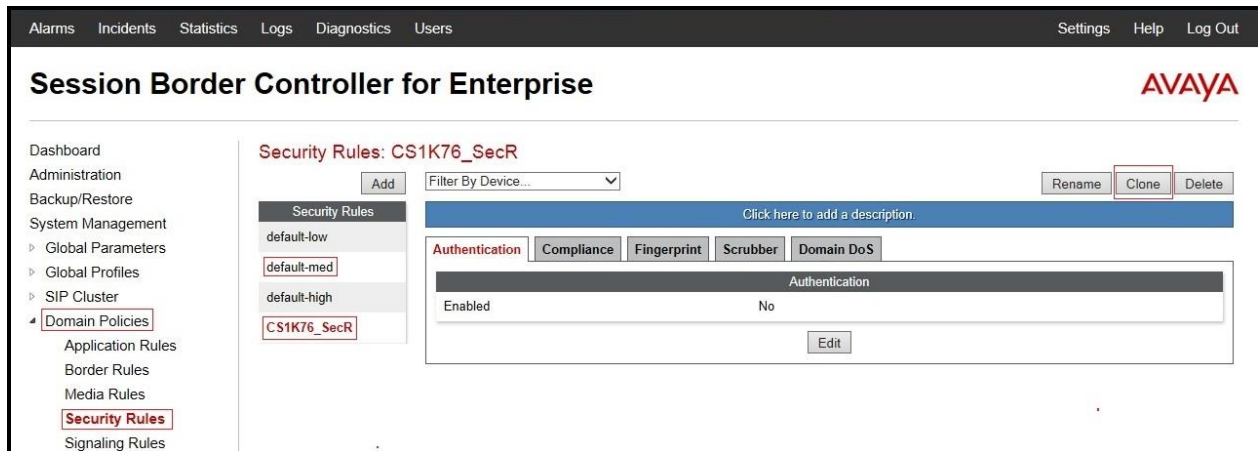 Alarms Incidents Statistics Logs Diagnostics Users Settings Help Log Out
Session Border Controller for Enterprise
AVAYA
Dashboard
Administration
Backup/Restore
System Management
Global Parameters
Global Profiles
SIP Cluster
Domain Policies
Application Rules
Border Rules
Media Rules
Security Rules
Signaling Rules
Security Rules: CS1K76_SecR
Add
Filter By Device...
Rename Clone Delete
Security Rules
default-low
default-med
default-high
CS1K76_SecR
Click here to add a description.
Authentication Compliance Fingerprint Scrubber Domain DoS
Authentication
Enabled No
Edit